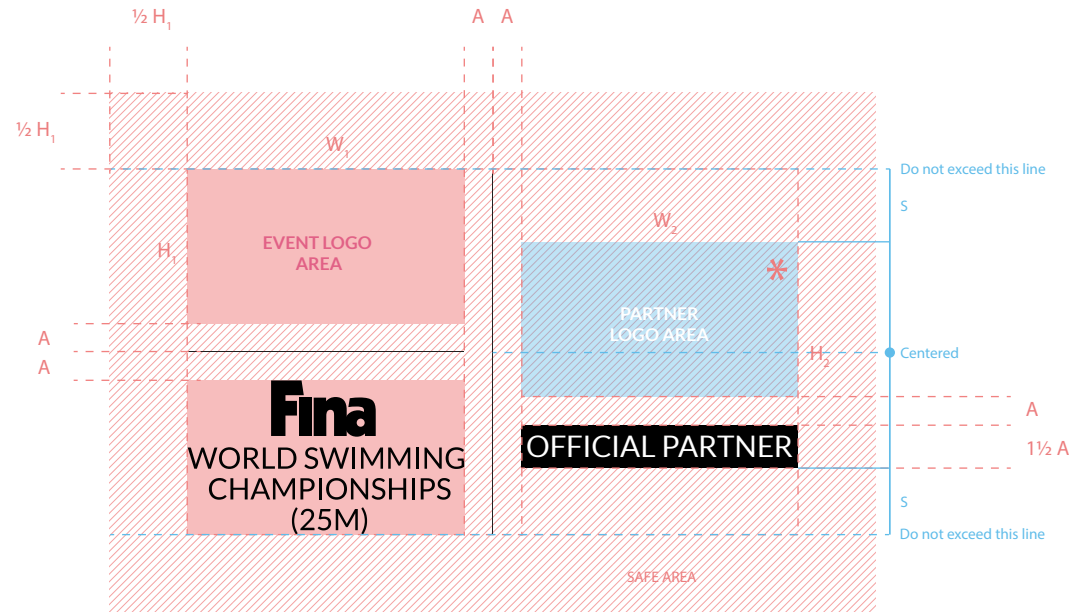 ½ H₁
A
A
½ H₁
W₁
Do not exceed this line
S
W₂
H₁
EVENT LOGO
AREA
*
PARTNER
LOGO AREA
A
A
H₂
Centered
Fina
WORLD SWIMMING
CHAMPIONSHIPS
(25M)
A
OFFICIAL PARTNER
1½ A
S
Do not exceed this line
SAFE AREA